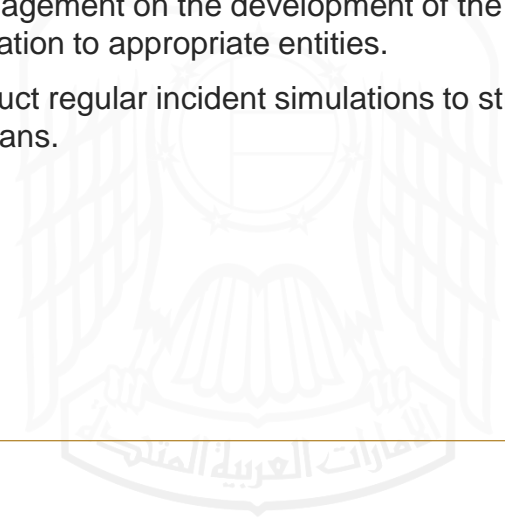 agement on the development of the
ation to appropriate entities.
uct regular incident simulations to st
ans.
الإمارات العربية المتحدة